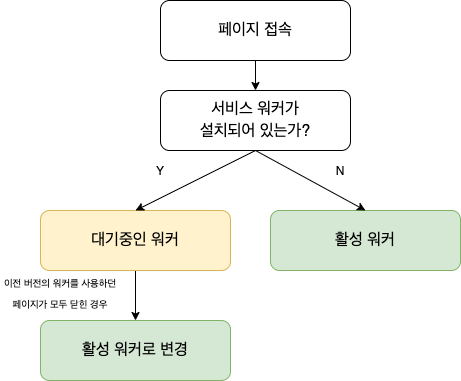 페이지 접속
서비스 워커가
설치되어 있는가?
Y
N
대기중인 워커
활성 워커
이전 버전의 워커를 사용하던
페이지가 모두 닫힌 경우
활성 워커로 변경